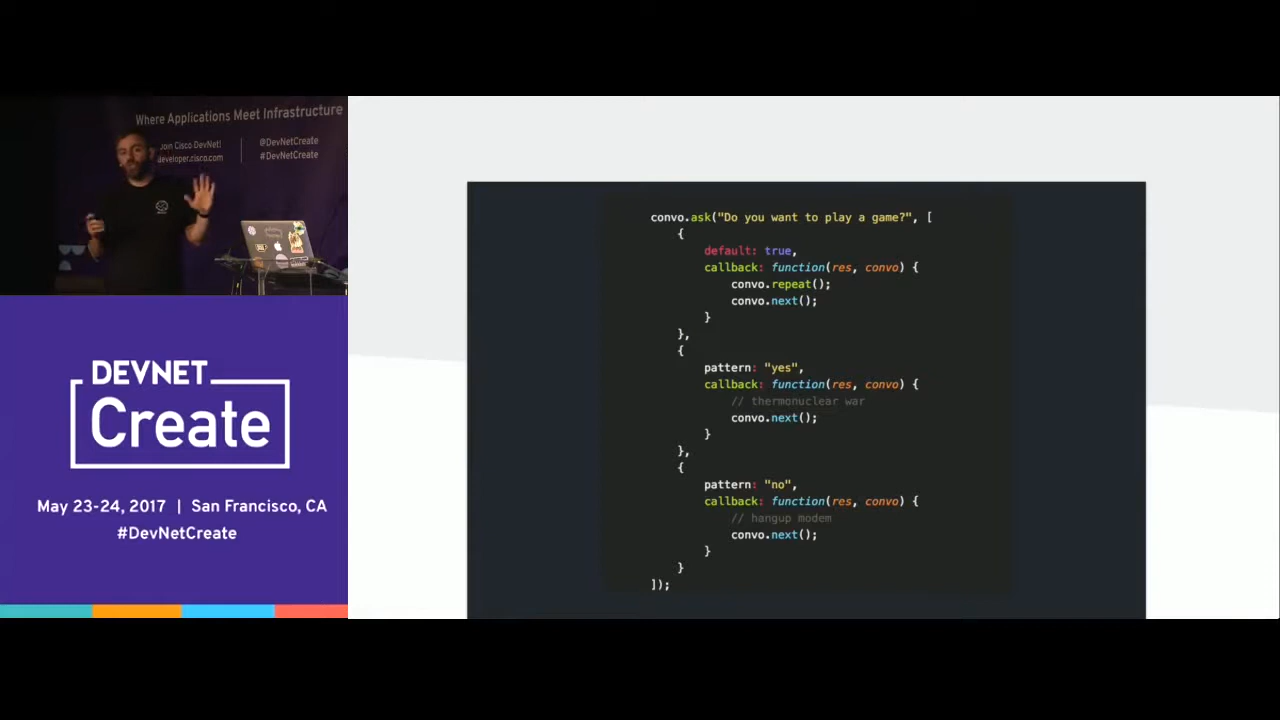 Where Applications Meet Infrastructure
Join Cisco DevNet!
developer.cisco.com
@DevNetCreate
#DevNetCreate
DEVNET
Create
May 23-24, 2017 | San Francisco, CA
#DevNetCreate
convo.ask("Do you want to play a game?", [
{
default: true,
callback: function(res, convo) {
convo.repeat();
convo.next();
}
},
{
pattern: "yes",
callback: function(res, convo) {
// thermonuclear war
convo.next();
}
},
{
pattern: "no",
callback: function(res, convo) {
// hangup modem
convo.next();
}
}
]);